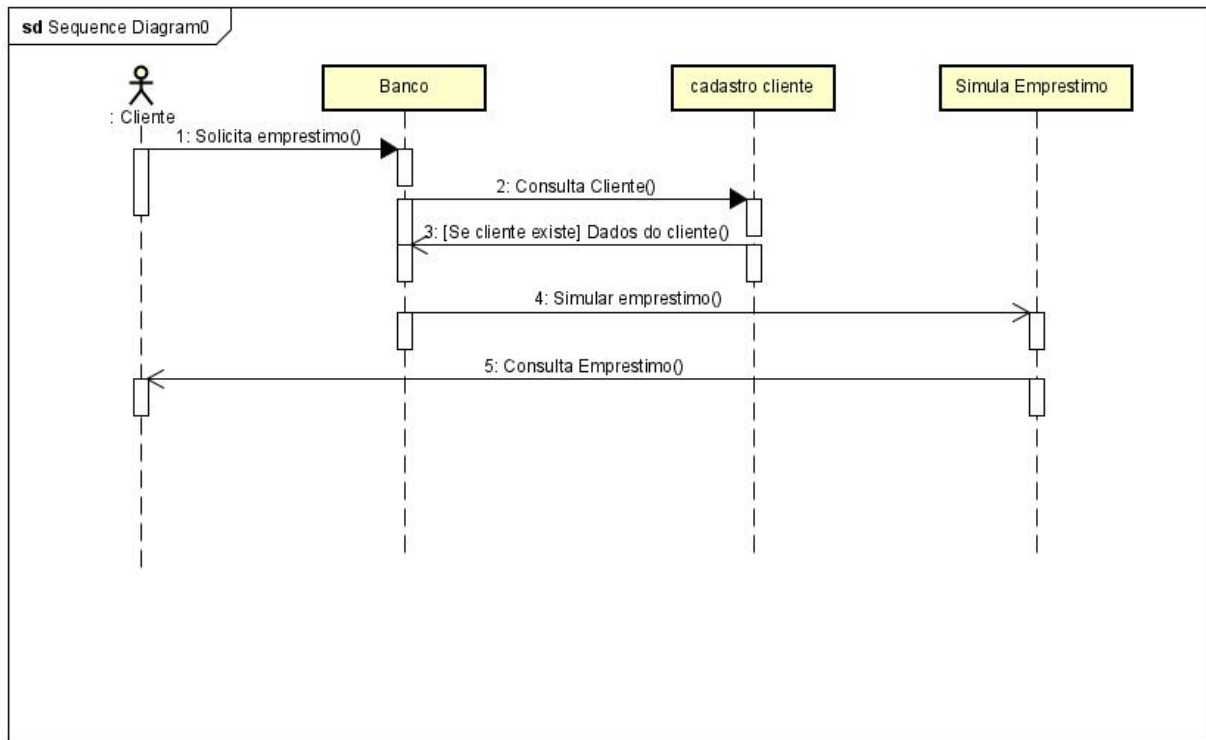 sd Sequence Diagram0
: Cliente
Banco
cadastro cliente
Simula Emprestimo
1: Solicita emprestimo()
2: Consulta Cliente()
3: [Se cliente existe] Dados do cliente()
4: Simular emprestimo()
5: Consulta Emprestimo()